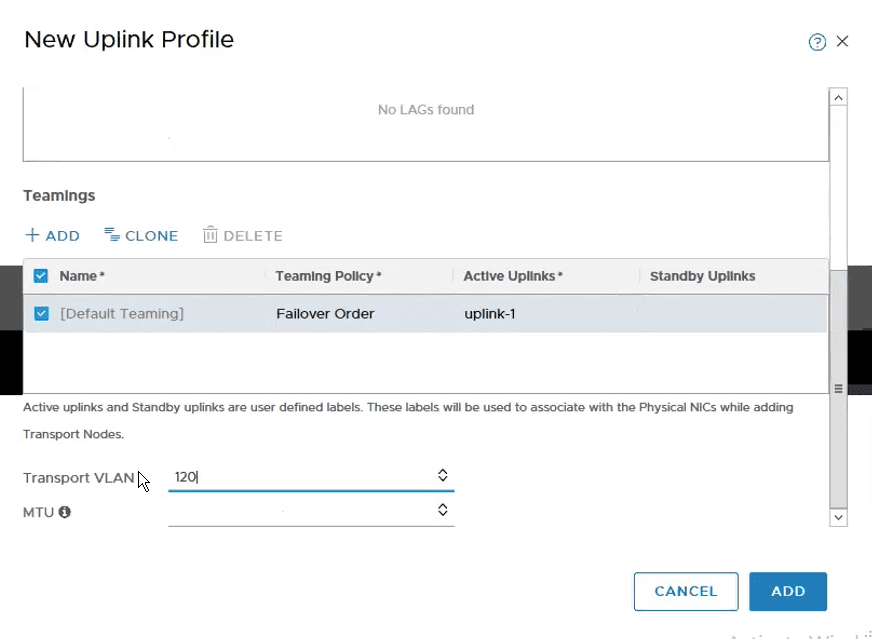 New Uplink Profile
No LAGs found
Teamings
ADD CLONE DELETE
Name* Teaming Policy* Active Uplinks* Standby Uplinks
[Default Teaming] Failover Order uplink-1
Active uplinks and Standby uplinks are user defined labels. These labels will be used to associate with the Physical NICs while adding
Transport Nodes.
Transport VLAN 120
MTU
CANCEL ADD